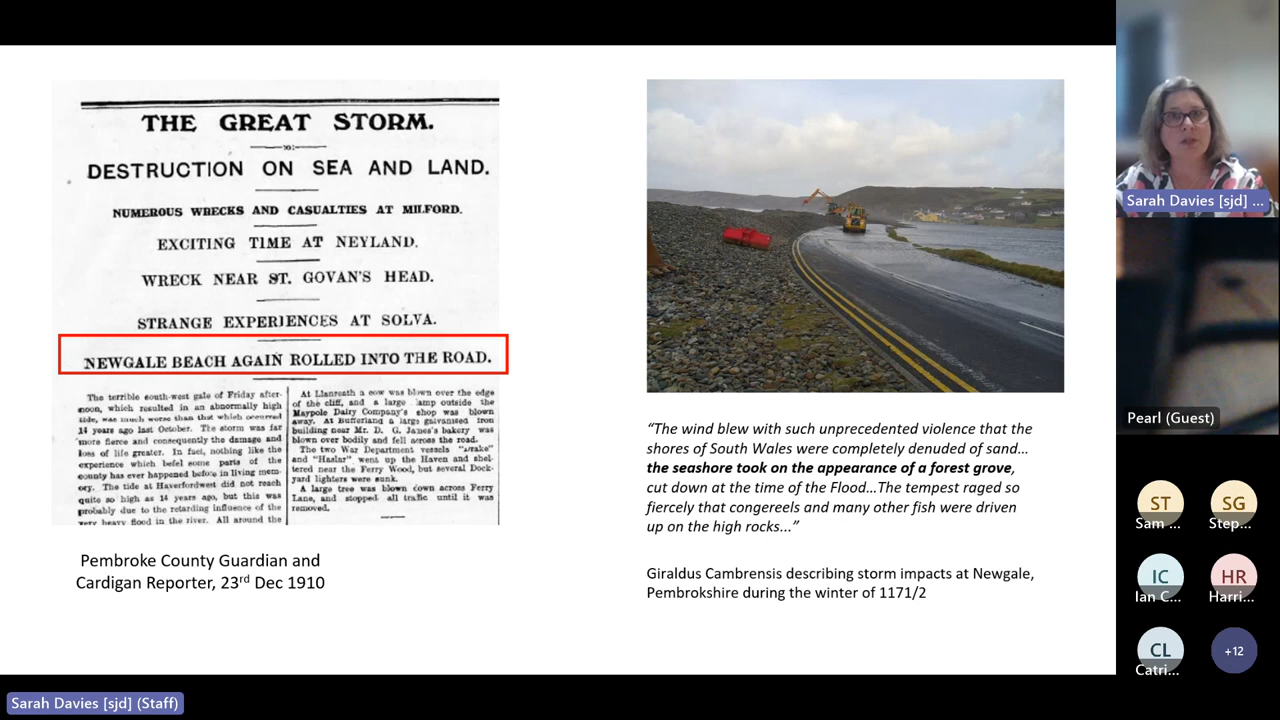 THE GREAT STORM.
DESTRUCTION ON SEA AND LAND.
NUMEROUS WRECKS AND CASUALTIES AT MILFORD.
EXCITING TIME AT NEYLAND.
WRECK NEAR ST. GOVAN'S HEAD.
STRANGE EXPERIENCES AT SOLVA.
NEWGALE BEACH AGAIN ROLLED INTO THE ROAD.
The terrible south-west gale of Friday after-
noon, which resulted in an abnormally high
tide, was much worse than that which occurred
14 years ago last October. The storm was far
more fierce and consequently the damage and
loss of life greater. In fact, nothing like the
experience which befel some parts of the
county has ever happened before in living mem-
ory. The tide at Haverfordwest did not reach
quite so high as 14 years ago, but this was
probably due to the retarding influence of the
very heavy flood in the river. All around the
At Llanreath a cow was blown over the edge
of the cliff, and a large lamp outside the
Maypole Dairy Company's shop was blown
away. At Bufferland a large galvanised iron
building near Mr. D. G. James's bakery was
blown over bodily and fell across the road.
The two War Department vessels "Drake"
and "Haslar" went up the Haven and shel-
tered near the Ferry Wood, but several Dock-
yard lighters were sunk.
A large tree was blown down across Ferry
Lane, and stopped all traffic until it was
removed.
Pembroke County Guardian and
Cardigan Reporter, 23rd Dec 1910
“The wind blew with such unprecedented violence that the
shores of South Wales were completely denuded of sand…
the seashore took on the appearance of a forest grove,
cut down at the time of the Flood…The tempest raged so
fiercely that congereels and many other fish were driven
up on the high rocks...”
Giraldus Cambrensis describing storm impacts at Newgale,
Pembrokshire during the winter of 1171/2
Sarah Davies [sjd] ...
Pearl (Guest)
ST
Sam ...
SG
Step...
IC
Ian C...
HR
Harri...
CL
Catri...
+12
Sarah Davies [sjd] (Staff)